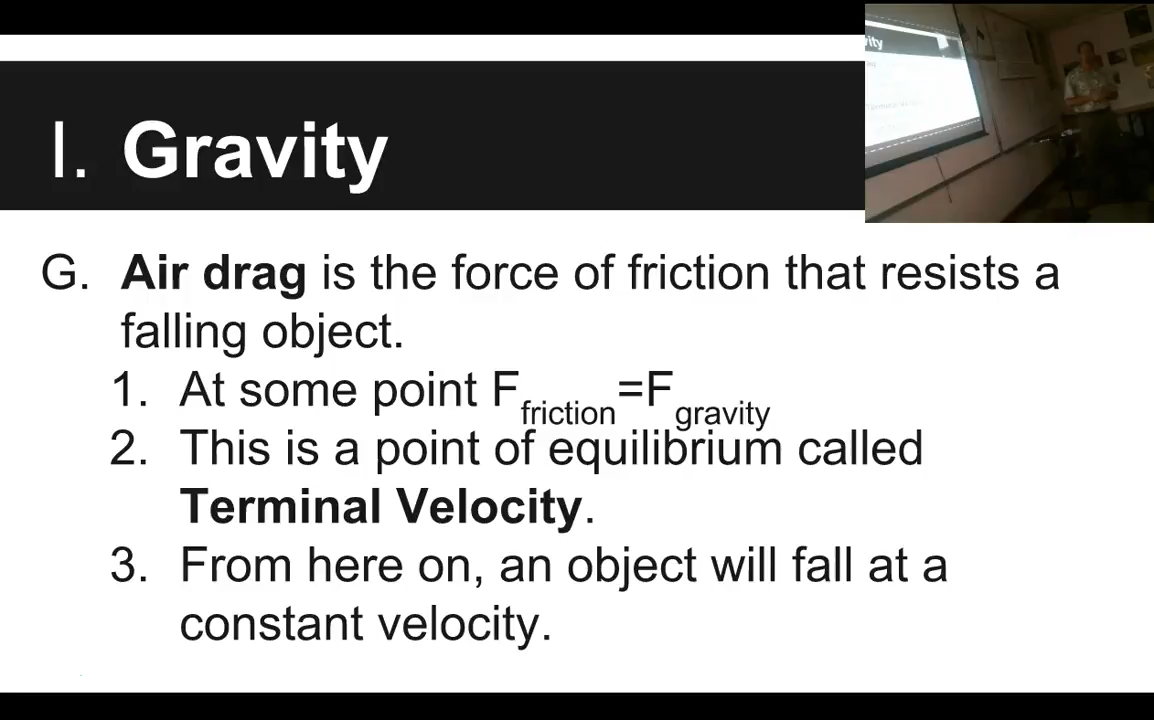 I. Gravity
ity
G. Air drag is the force of friction that resists a
falling object.
1. At some point F friction =F gravity
2. This is a point of equilibrium called
Terminal Velocity.
3. From here on, an object will fall at a
constant velocity.